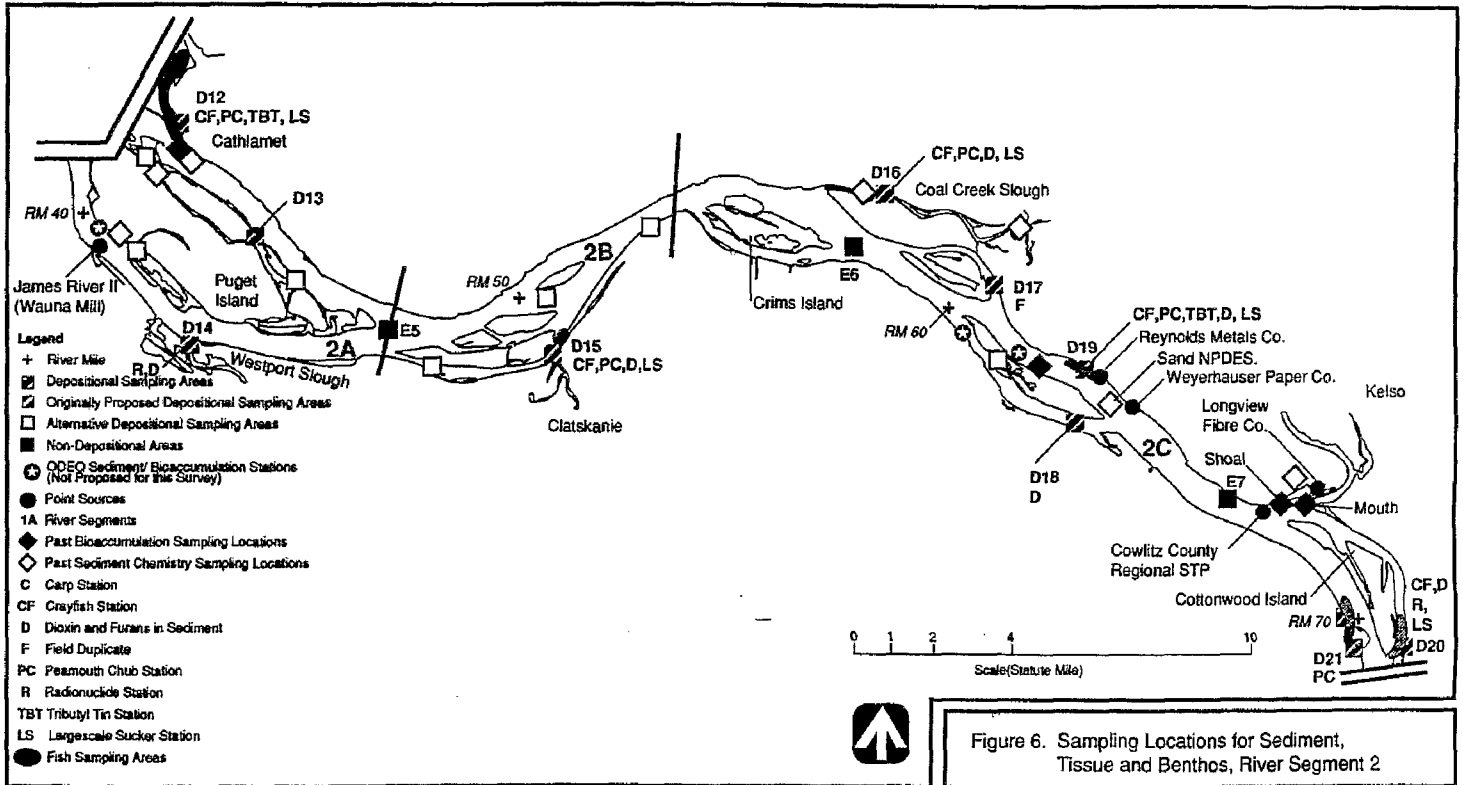 D12
CF,PC,TBT, LS
Cathlamet
RM 40
D13
James River II
(Wauna Mill)
Puget
Island
D14
R,D
Westport Slough
2A
E5
RM 50
2B
D15
CF,PC,D,LS
Clatskanie
Crims Island
E6
D16
CF,PC,D, LS
Coal Creek Slough
D17
F
RM 60
CF,PC,TBT,D, LS
D19
Reynolds Metals Co.
Sand NPDES.
Weyerhauser Paper Co.
D18
D
2C
Longview
Fibre Co.
Kelso
Shoal
E7
Mouth
Cowlitz County
Regional STP
Cottonwood Island
RM 70
D21
PC
CF,D
R,
LS
D20
Legend
River Mile
Depositional Sampling Areas
Originally Proposed Depositional Sampling Areas
Alternative Depositional Sampling Areas
Non-Depositional Areas
ODEQ Sediment/ Bioaccumulation Stations
(Not Proposed for this Survey)
Point Sources
1A River Segments
Past Bioaccumulation Sampling Locations
Past Sediment Chemistry Sampling Locations
C Carp Station
CF Crayfish Station
D Dioxin and Furans in Sediment
F Field Duplicate
PC Peamouth Chub Station
R Radionuclide Station
TBT Tributyl Tin Station
LS Largescale Sucker Station
Fish Sampling Areas
0 1 2 4 10
Scale(Statute Mile)
Figure 6. Sampling Locations for Sediment,
Tissue and Benthos, River Segment 2